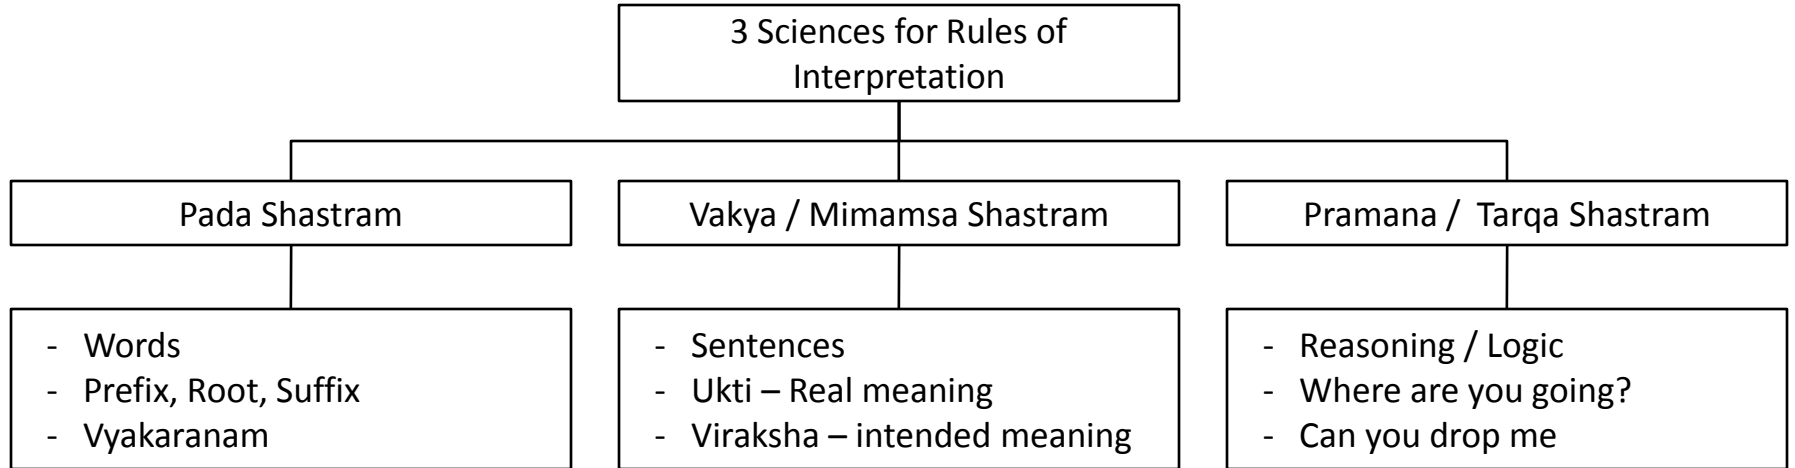 3 Sciences for Rules of
Interpretation
Pada Shastram
Vakya / Mimamsa Shastram
Pramana / Tarqa Shastram
- Words
- Prefix, Root, Suffix
- Vyakaranam
- Sentences
- Ukti – Real meaning
- Viraksha – intended meaning
- Reasoning / Logic
- Where are you going?
- Can you drop me